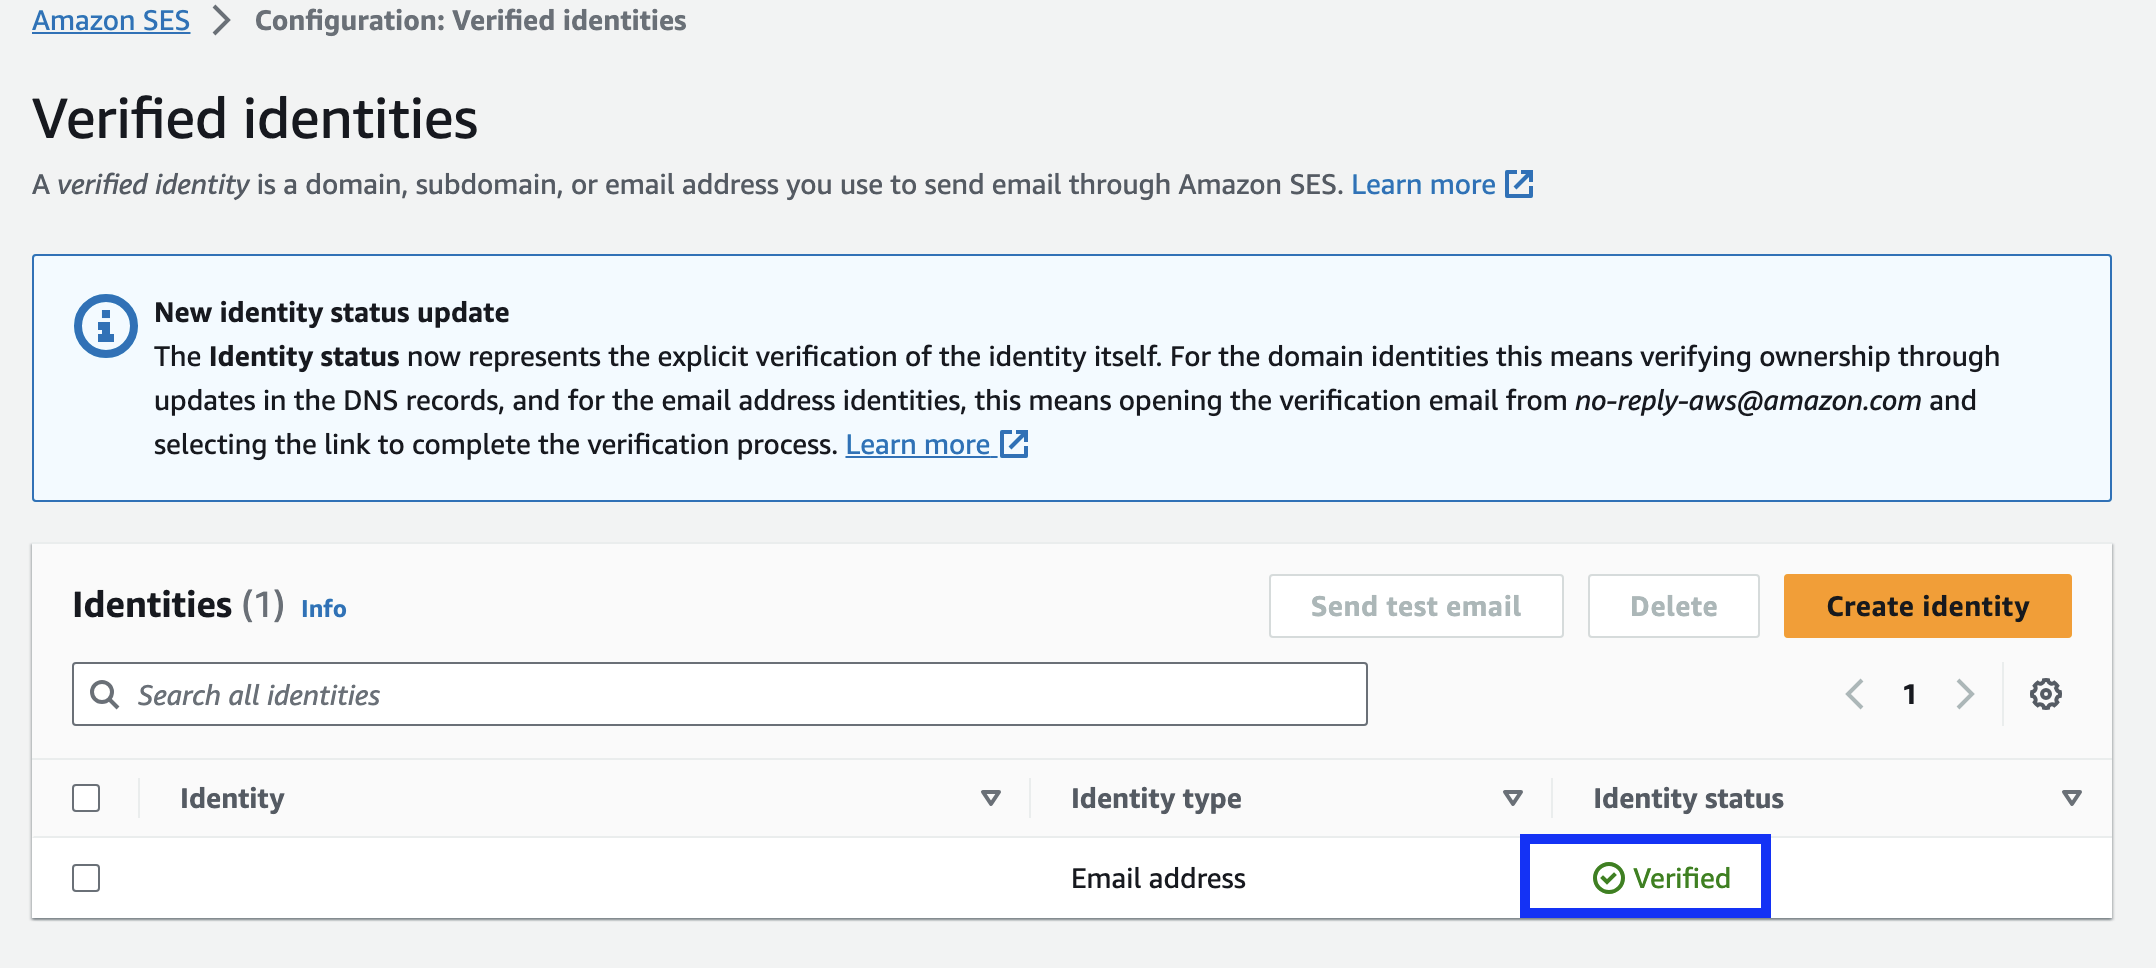 Amazon SES > Configuration: Verified identities
Verified identities
A verified identity is a domain, subdomain, or email address you use to send email through Amazon SES. Learn more
New identity status update
The Identity status now represents the explicit verification of the identity itself. For the domain identities this means verifying ownership through
updates in the DNS records, and for the email address identities, this means opening the verification email from no-reply-aws@amazon.com and
selecting the link to complete the verification process. Learn more
Identities (1) Info Send test email Delete Create identity
Search all identities 1
Identity Identity type Identity status
Email address Verified